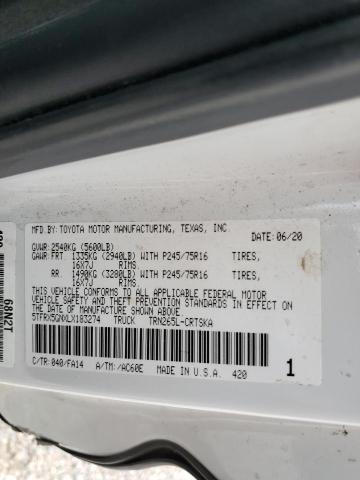 MFD.BY: TOYOTA MOTOR MANUFACTURING, TEXAS, INC. DATE: 06/20
GVWR: 2540KG (5600LB)
GAWR: FRT. 1335KG (2940LB) WITH P245/75R16 TIRES,
16X7J RIMS.
RR. 1490KG (3280LB) WITH P245/75R16 TIRES,
16X7J RIMS.
THIS VEHICLE CONFORMS TO ALL APPLICABLE FEDERAL MOTOR
VEHICLE SAFETY AND THEFT PREVENTION STANDARDS IN EFFECT ON
THE DATE OF MANUFACTURE SHOWN ABOVE.
5TFRX5GNXLX183274 TRUCK TRN265L-CRTSKA
C/TR: 040/FA14 A/TM: /AC60E MADE IN U.S.A. 420 1
68N2T